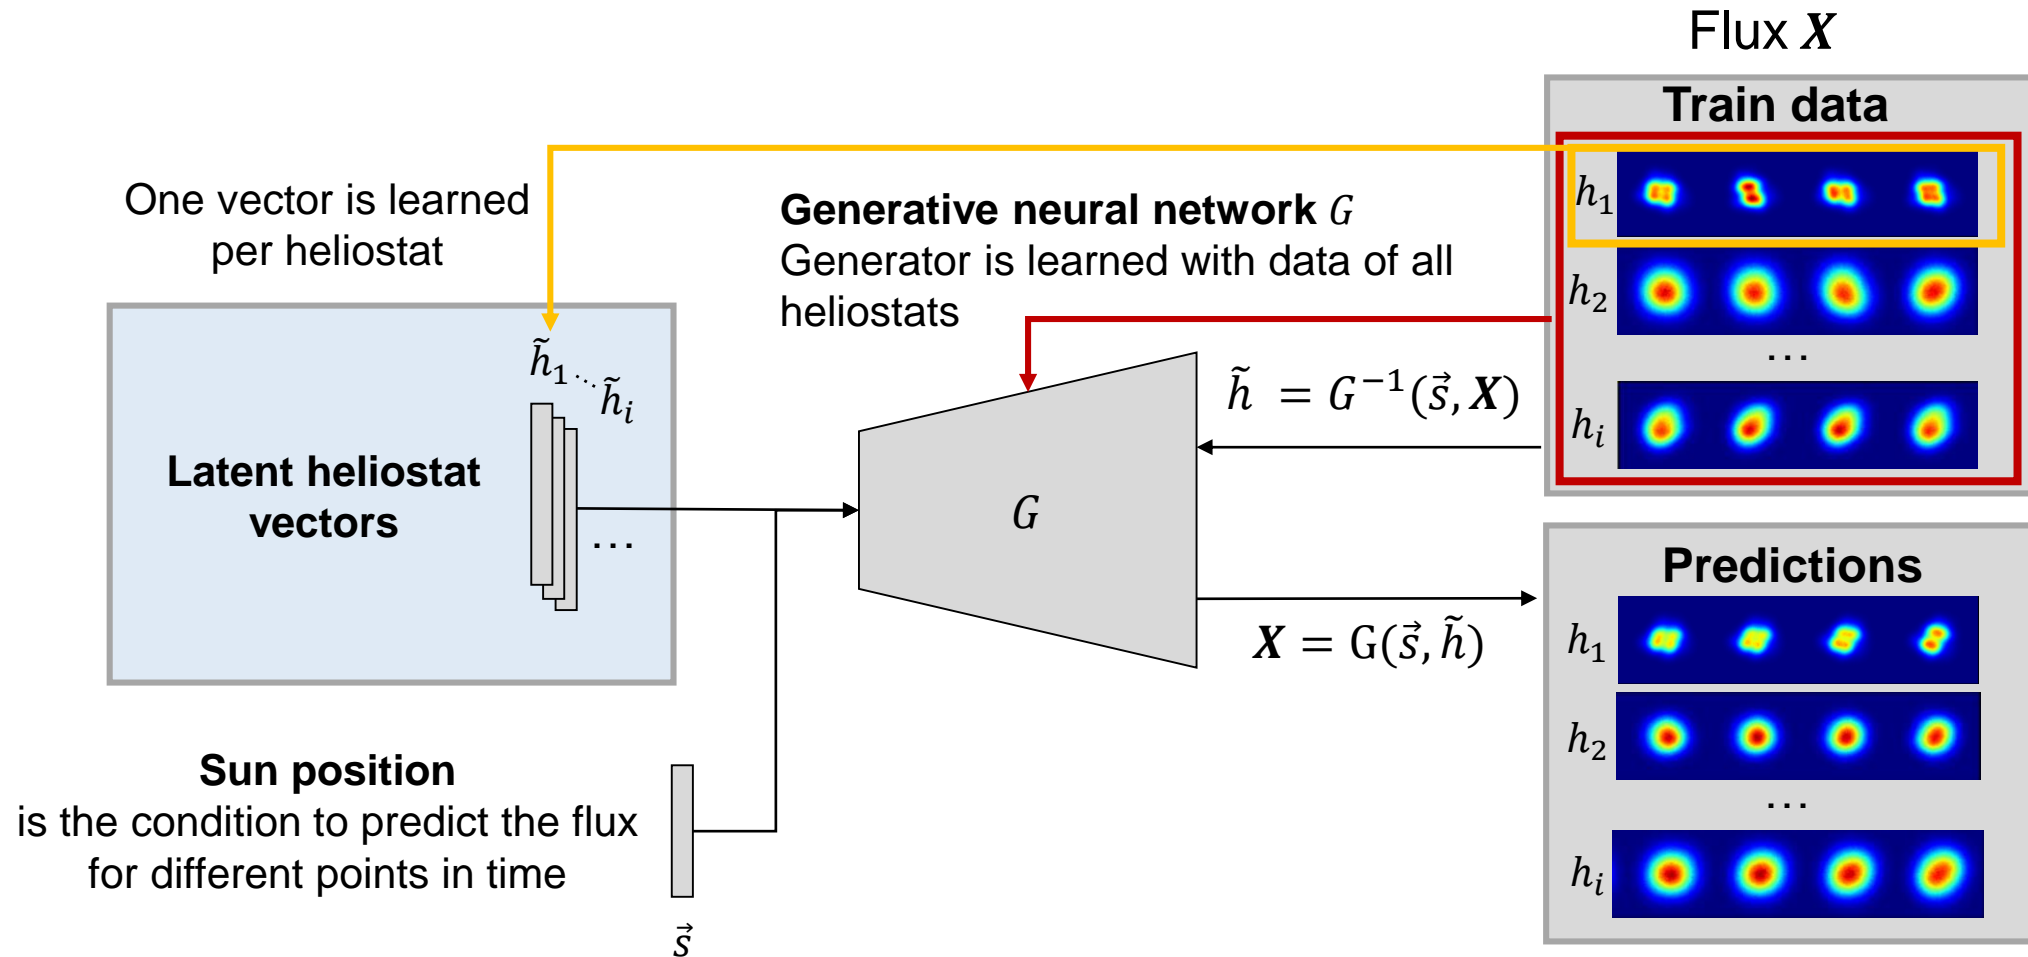 Flux X
Train data
h₁
h₂
...
hᵢ
One vector is learned
per heliostat
Generative neural network G
Generator is learned with data of all
heliostats
h̃₁...h̃ᵢ
Latent heliostat
vectors
...
G
h̃ = G⁻¹(s⃗, X)
X = G(s⃗, h̃)
Predictions
h₁
h₂
...
hᵢ
Sun position
is the condition to predict the flux
for different points in time
s⃗